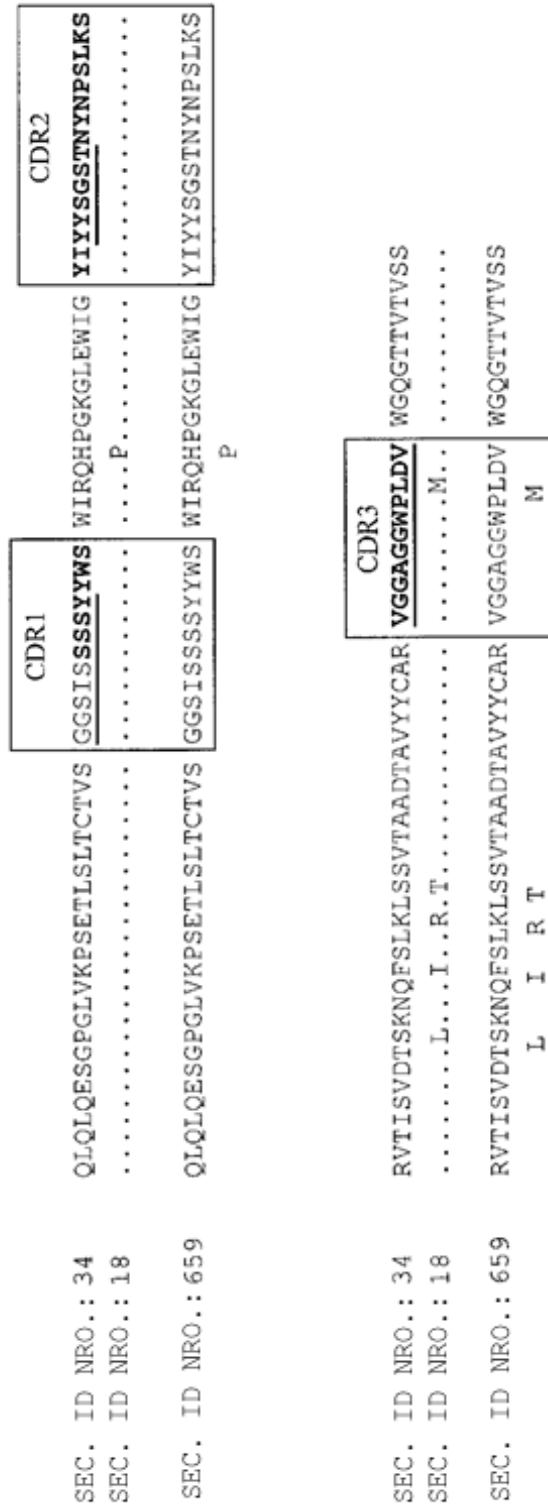 CDR1 CDR2
SEC. ID NRO.: 34 QLQLQESGPGLVKPSETLSLTCTVS GGSISSSSSYYWS WIRQHPGKGLEWIG YIYYSGSTNYNPSLKS
SEC. ID NRO.: 18 ......................... ............. .....P........ ................
SEC. ID NRO.: 659 QLQLQESGPGLVKPSETLSLTCTVS GGSISSSSSYYWS WIRQHPGKGLEWIG YIYYSGSTNYNPSLKS
P
CDR3
SEC. ID NRO.: 34 RVTISVDTSKNQFSLKLSSVTAADTAVYYCAR VGGAGGWPLDV WGQGTTVTVSS
SEC. ID NRO.: 18 ........L...I..R.T.............. ........M.. ...........
SEC. ID NRO.: 659 RVTISVDTSKNQFSLKLSSVTAADTAVYYCAR VGGAGGWPLDV WGQGTTVTVSS
L I R T M